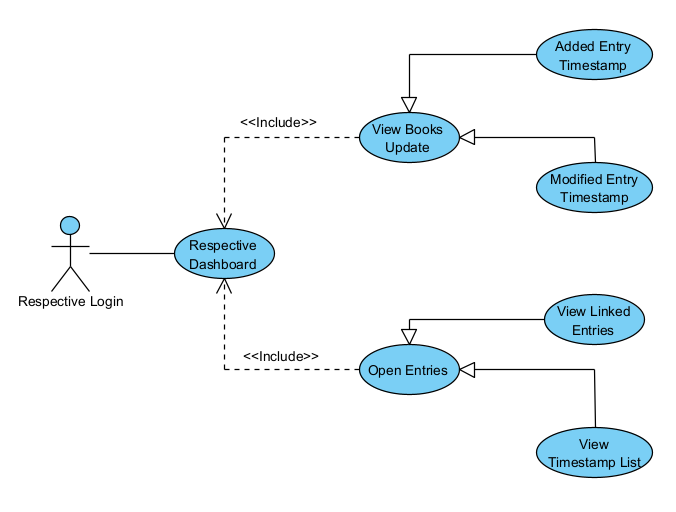 Added Entry
Timestamp
<<Include>>
View Books
Update
Modified Entry
Timestamp
Respective
Dashboard
Respective Login
View Linked
Entries
<<Include>>
Open Entries
View
Timestamp List